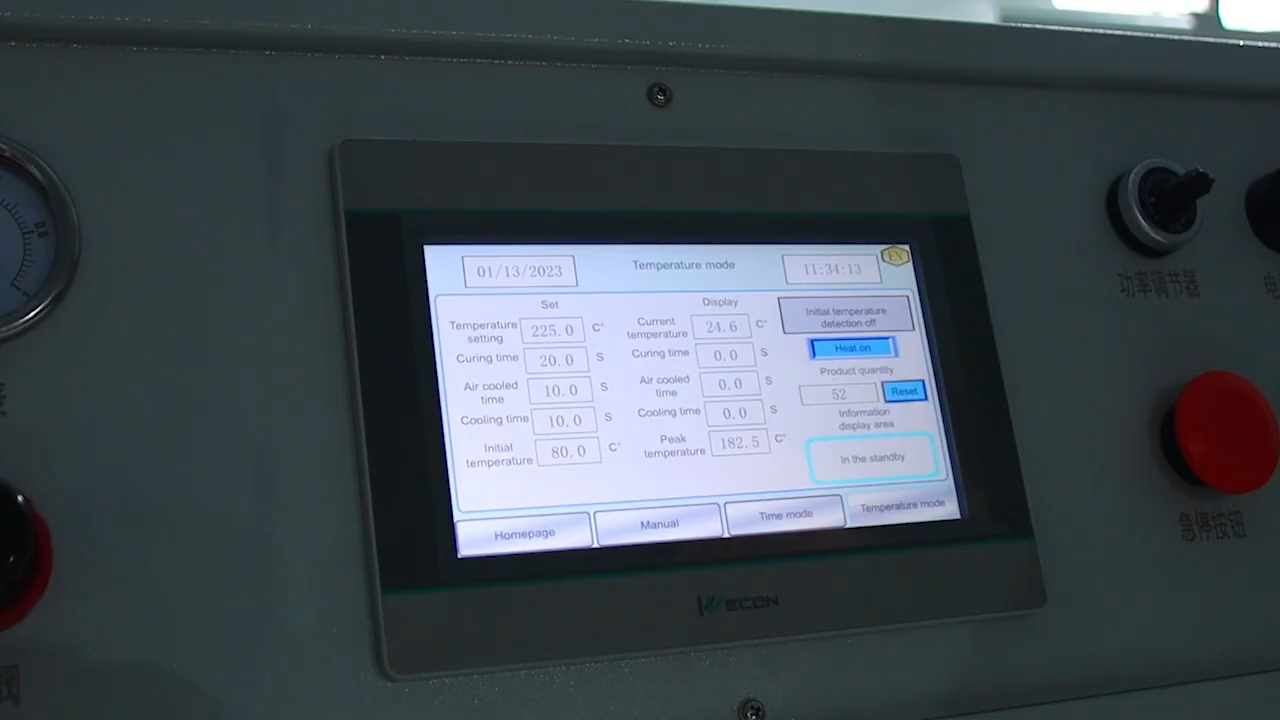 01/13/2023
Temperature mode
11:34:13
EN
Set
Display
Temperature
setting
225.0
C°
Curing time
20.0
S
Air cooled
time
10.0
S
Cooling time
10.0
S
Initial
temperature
80.0
C°
Current
temperature
24.6
C°
Curing time
0.0
S
Air cooled
time
0.0
S
Cooling time
0.0
S
Peak
temperature
182.5
C°
Initial temperature
detection off
Heat on
Product quantity
52
Reset
Information
display area
In the standby
Homepage
Manual
Time mode
Temperature mode
WECON
0.8
1
功率调节器
急停按钮
阀